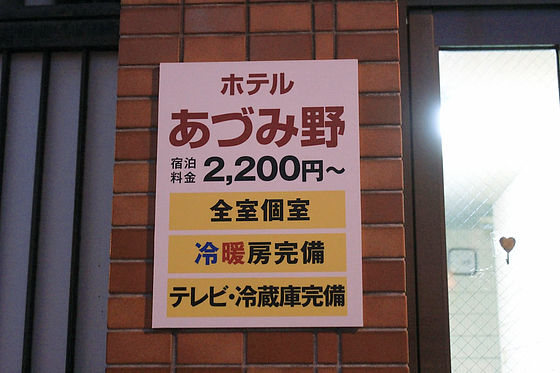 ホテル
あづみ野
宿泊料金 2,200円～
全室個室
冷暖房完備
テレビ・冷蔵庫完備